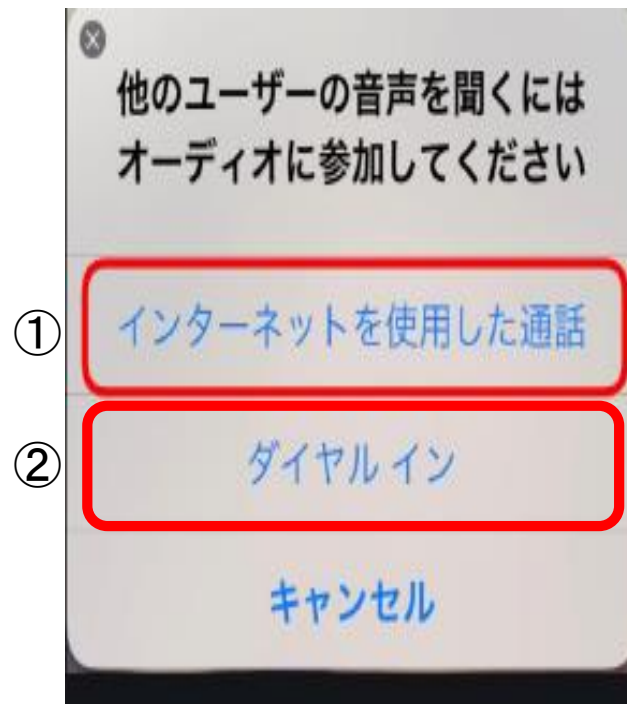 他のユーザーの音声を聞くには
オーディオに参加してください
① インターネットを使用した通話
② ダイヤル イン
キャンセル